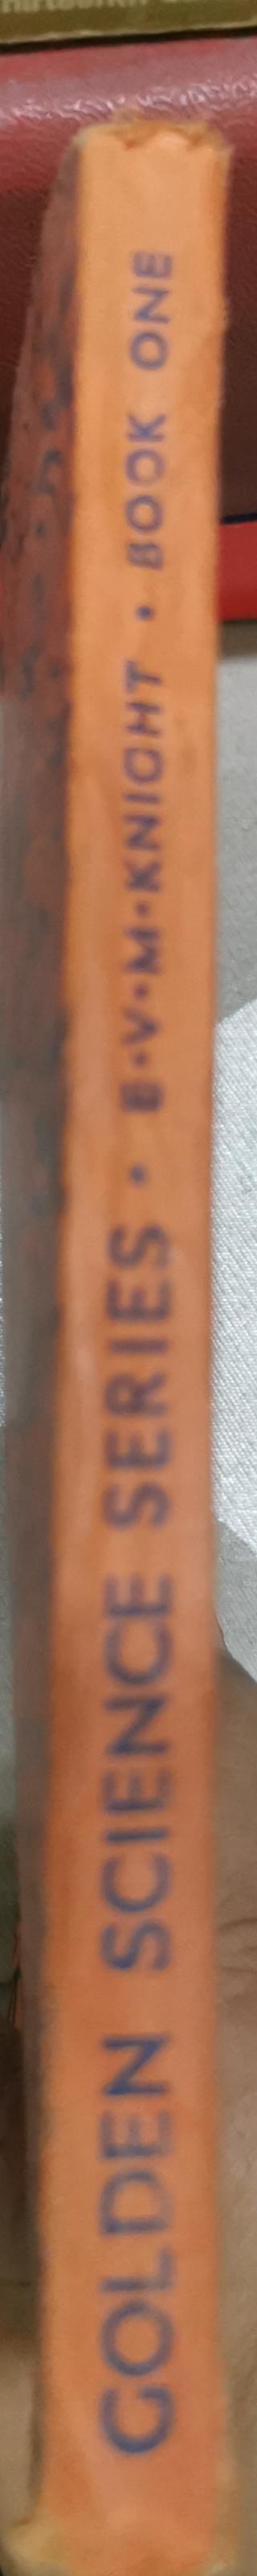 GOLDEN SCIENCE SERIES • E•V•M•KNIGHT • BOOK ONE